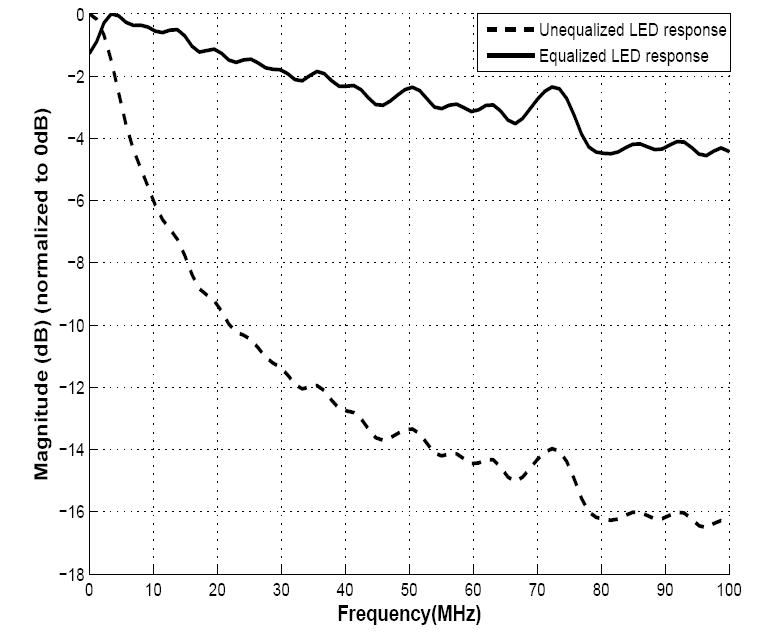 Unequalized LED response
Equalized LED response
Magnitude (dB) (normalized to 0dB)
0
−2
−4
−6
−8
−10
−12
−14
−16
−18
0 10 20 30 40 50 60 70 80 90 100
Frequency(MHz)